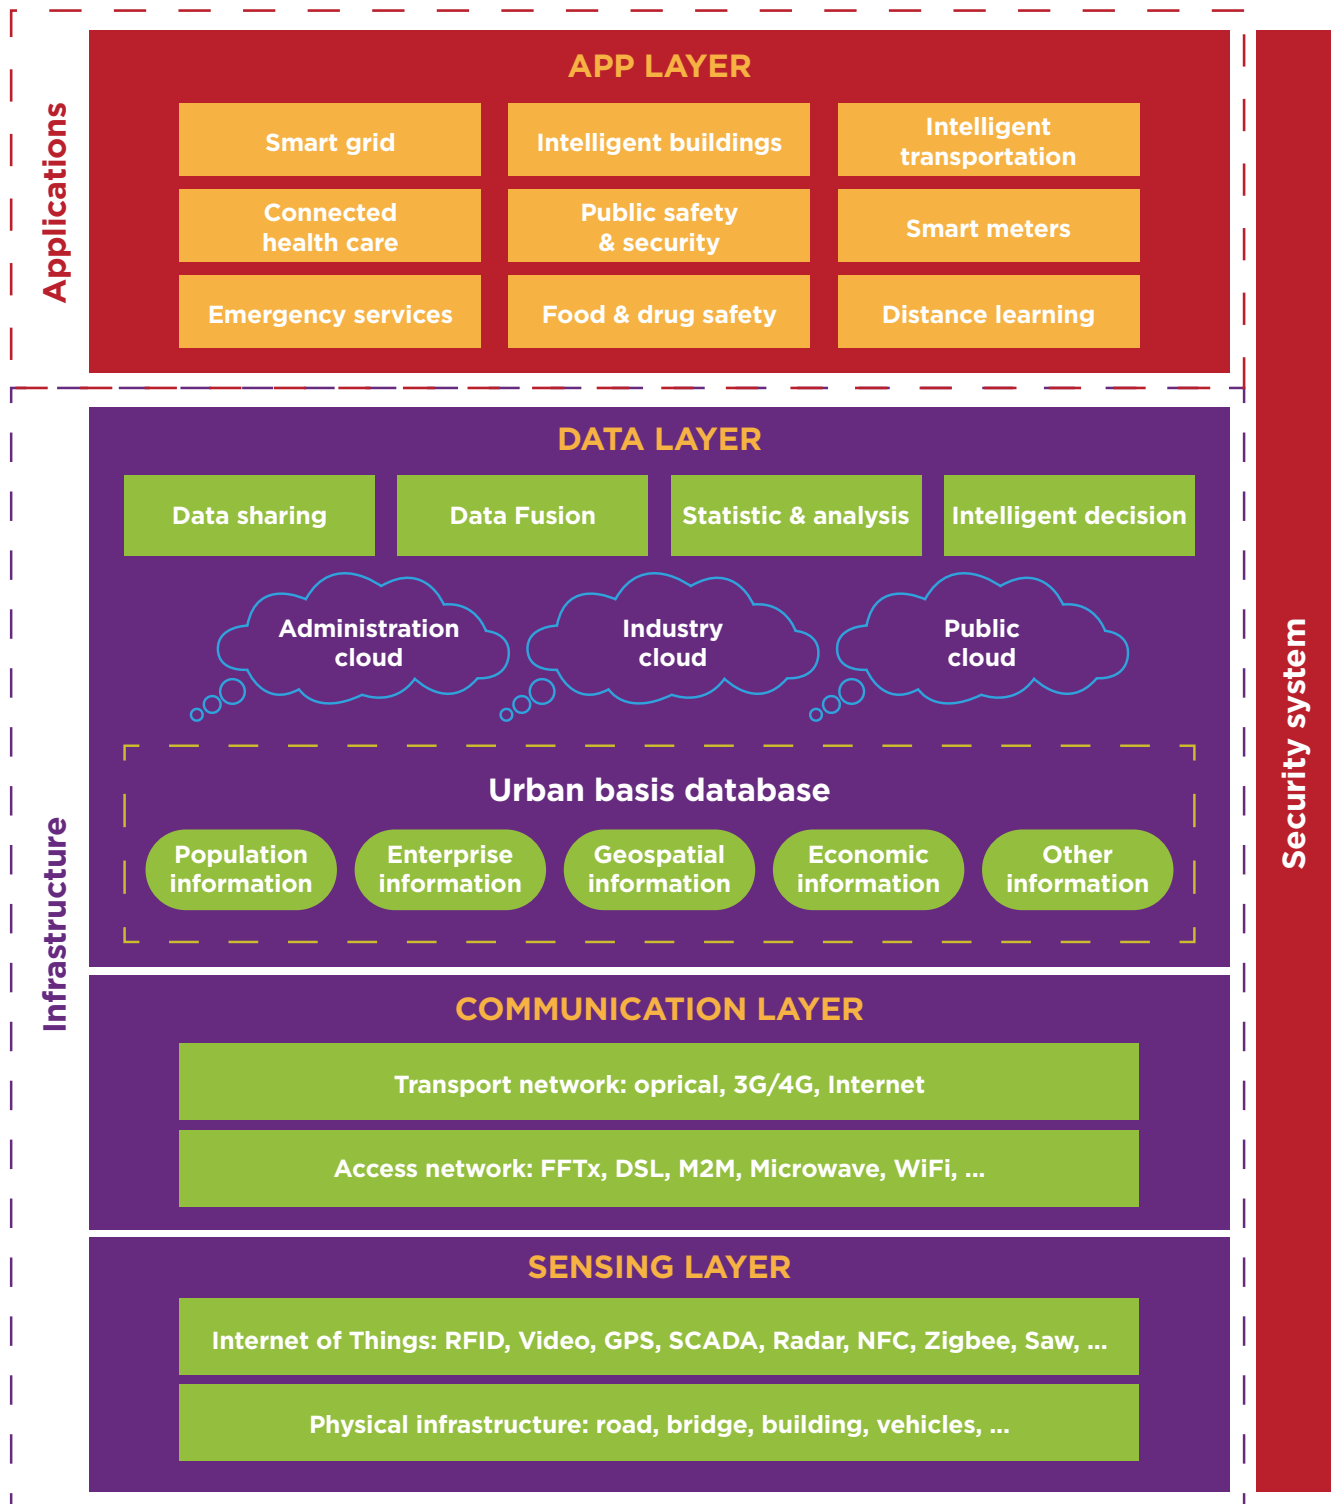 Applications
APP LAYER
Smart grid
Intelligent buildings
Intelligent
transportation
Connected
health care
Public safety
& security
Smart meters
Emergency services
Food & drug safety
Distance learning
Infrastructure
DATA LAYER
Data sharing
Data Fusion
Statistic & analysis
Intelligent decision
Administration
cloud
Industry
cloud
Public
cloud
Urban basis database
Population
information
Enterprise
information
Geospatial
information
Economic
information
Other
information
COMMUNICATION LAYER
Transport network: oprical, 3G/4G, Internet
Access network: FFTx, DSL, M2M, Microwave, WiFi, ...
SENSING LAYER
Internet of Things: RFID, Video, GPS, SCADA, Radar, NFC, Zigbee, Saw, ...
Physical infrastructure: road, bridge, building, vehicles, ...
Security system